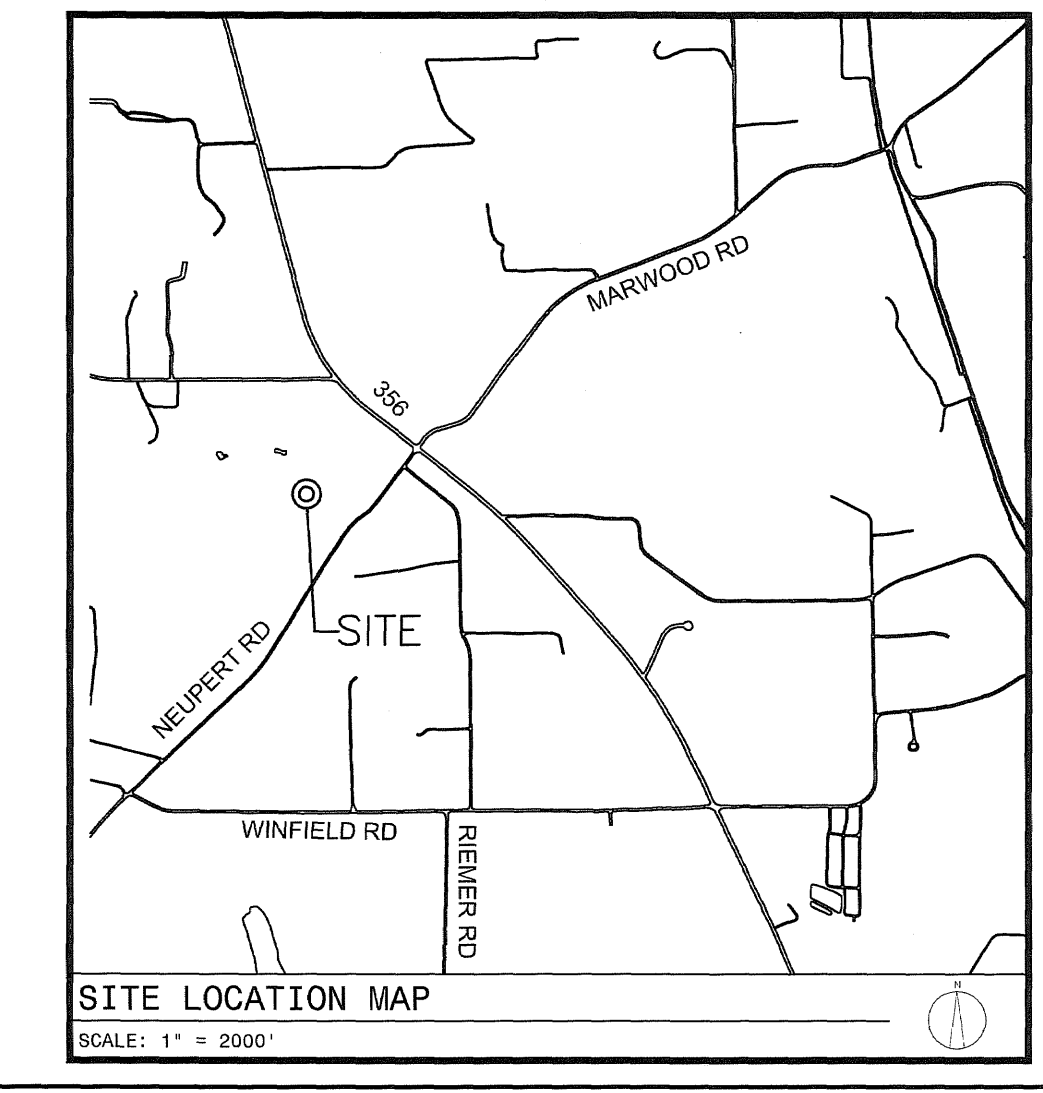 MARWOOD RD
356
SITE
NEUPERT RD
WINFIELD RD
RIEMER RD
SITE LOCATION MAP
N
SCALE: 1" = 2000'